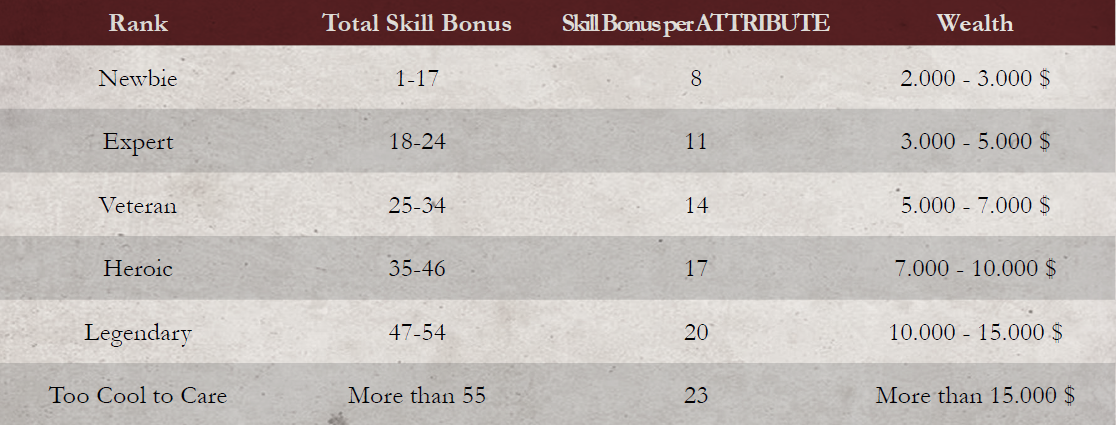 Rank Total Skill Bonus Skill Bonus per ATTRIBUTE Wealth
Newbie 1-17 8 2.000 - 3.000 $
Expert 18-24 11 3.000 - 5.000 $
Veteran 25-34 14 5.000 - 7.000 $
Heroic 35-46 17 7.000 - 10.000 $
Legendary 47-54 20 10.000 - 15.000 $
Too Cool to Care More than 55 23 More than 15.000 $